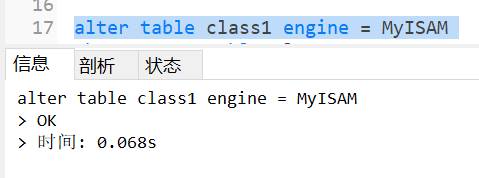 16
17 alter table class1 engine = MyISAM
信息 剖析 状态
alter table class1 engine = MyISAM
> OK
> 时间: 0.068s